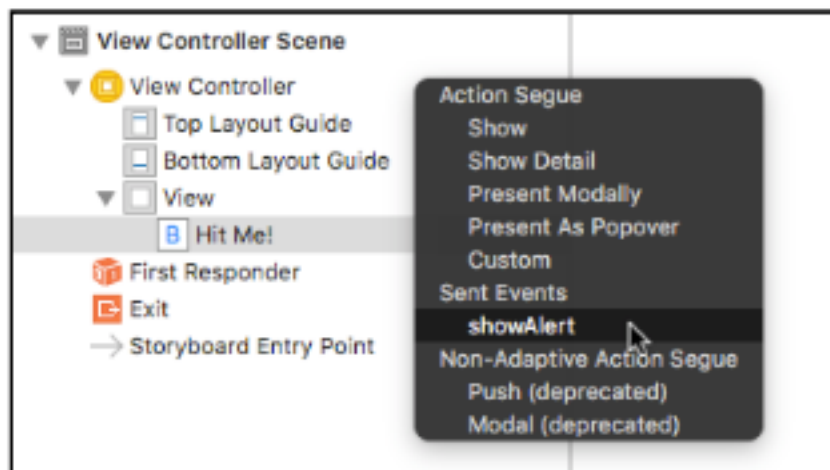 View Controller Scene
View Controller
Top Layout Guide
Bottom Layout Guide
View
B Hit Me!
First Responder
Exit
Storyboard Entry Point
Action Segue
Show
Show Detail
Present Modally
Present As Popover
Custom
Sent Events
showAlert
Non-Adaptive Action Segue
Push (deprecated)
Modal (deprecated)